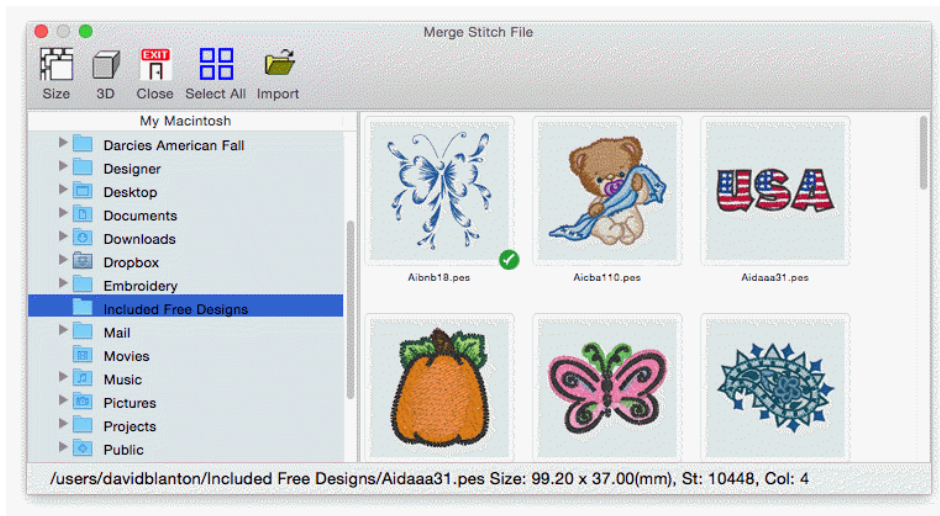 Merge Stitch File
EXIT
Size 3D Close Select All Import
My Macintosh
Darcies American Fall
Designer
Desktop
Documents
Downloads
Dropbox
Embroidery
Included Free Designs
Mail
Movies
Music
Pictures
Projects
Public
Aibnb18.pes Aicba110.pes Aidaaa31.pes
USA
/users/davidblanton/Included Free Designs/Aidaaa31.pes Size: 99.20 x 37.00(mm), St: 10448, Col: 4